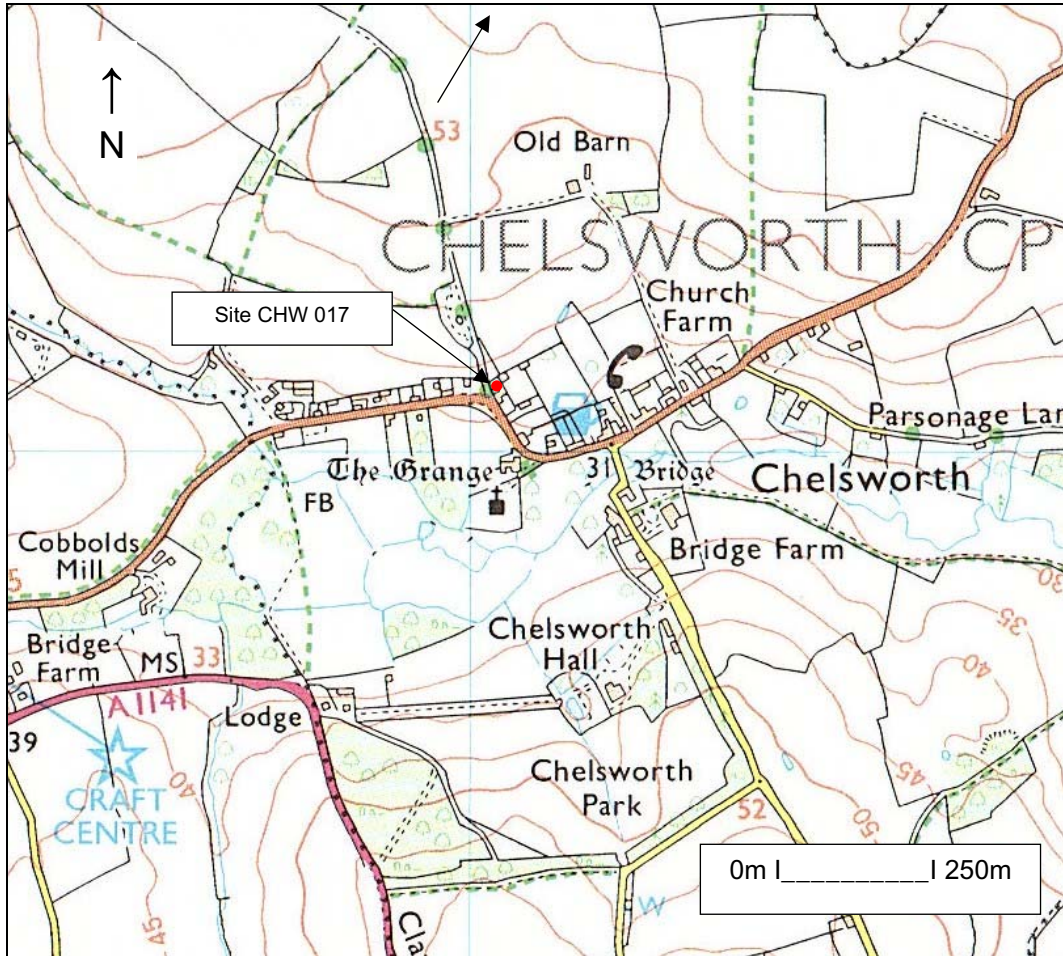 ↑
N
53
Old Barn
CHELSWORTH CP
Church
Farm
Site CHW 017
Parsonage Lan
The Grange
31
Bridge
Chelsworth
FB
Cobbolds
Mill
5
Bridge Farm
30
35
40
45
50
Chelsworth
Hall
Bridge
Farm
MS
33
A1141
Lodge
39
40
CRAFT
CENTRE
Chelsworth
Park
52
45
0m I__________I 250m
W
Cla